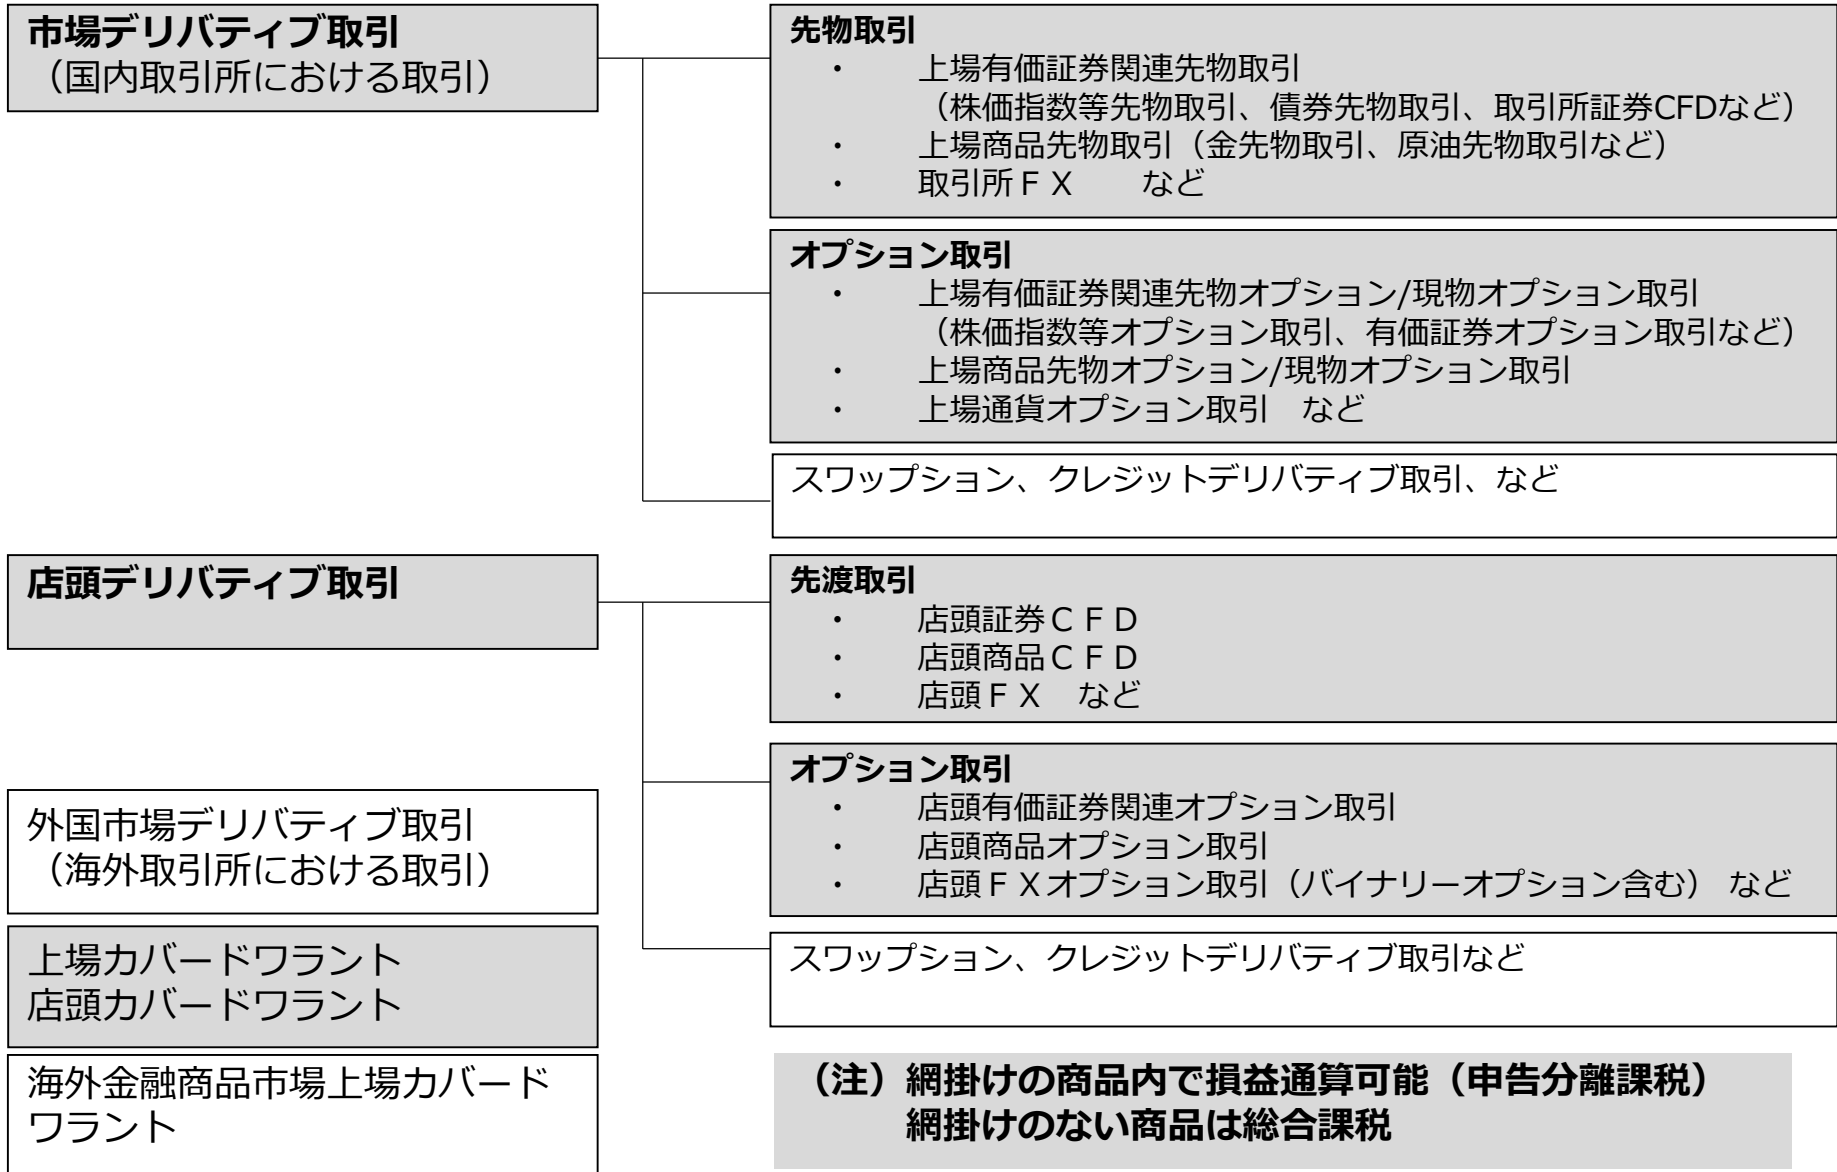 市場デリバティブ取引
（国内取引所における取引）
先物取引
・ 上場有価証券関連先物取引
（株価指数等先物取引、債券先物取引、取引所証券CFDなど）
・ 上場商品先物取引（金先物取引、原油先物取引など）
・ 取引所ＦＸ　　など
オプション取引
・ 上場有価証券関連先物オプション/現物オプション取引
（株価指数等オプション取引、有価証券オプション取引など）
・ 上場商品先物オプション/現物オプション取引
・ 上場通貨オプション取引　など
スワップション、クレジットデリバティブ取引、など
店頭デリバティブ取引
先渡取引
・ 店頭証券ＣＦＤ
・ 店頭商品ＣＦＤ
・ 店頭ＦＸ　など
オプション取引
・ 店頭有価証券関連オプション取引
・ 店頭商品オプション取引
・ 店頭ＦＸオプション取引（バイナリーオプション含む） など
スワップション、クレジットデリバティブ取引など
外国市場デリバティブ取引
（海外取引所における取引）
上場カバードワラント
店頭カバードワラント
海外金融商品市場上場カバード
ワラント
（注）網掛けの商品内で損益通算可能（申告分離課税）
網掛けのない商品は総合課税